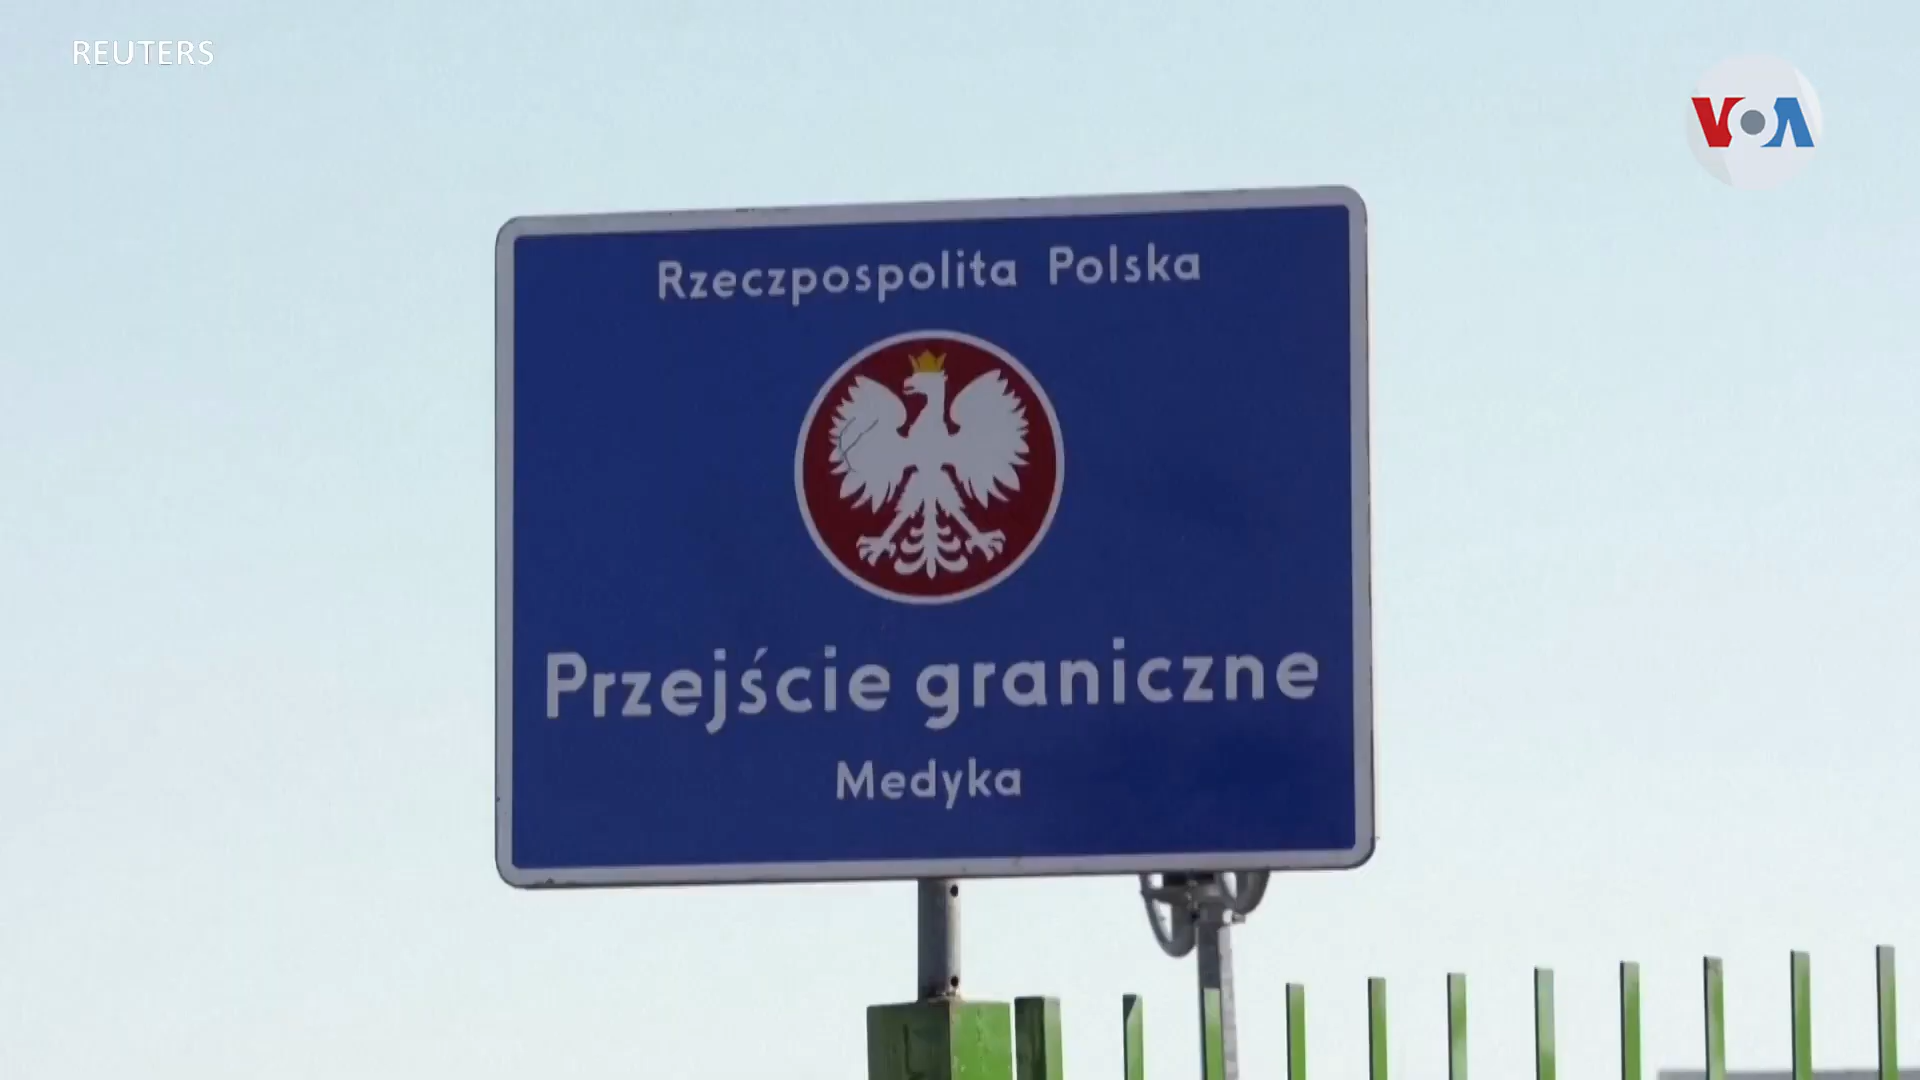 REUTERS
VOA
Rzeczpospolita Polska
Przejście graniczne
Medyka